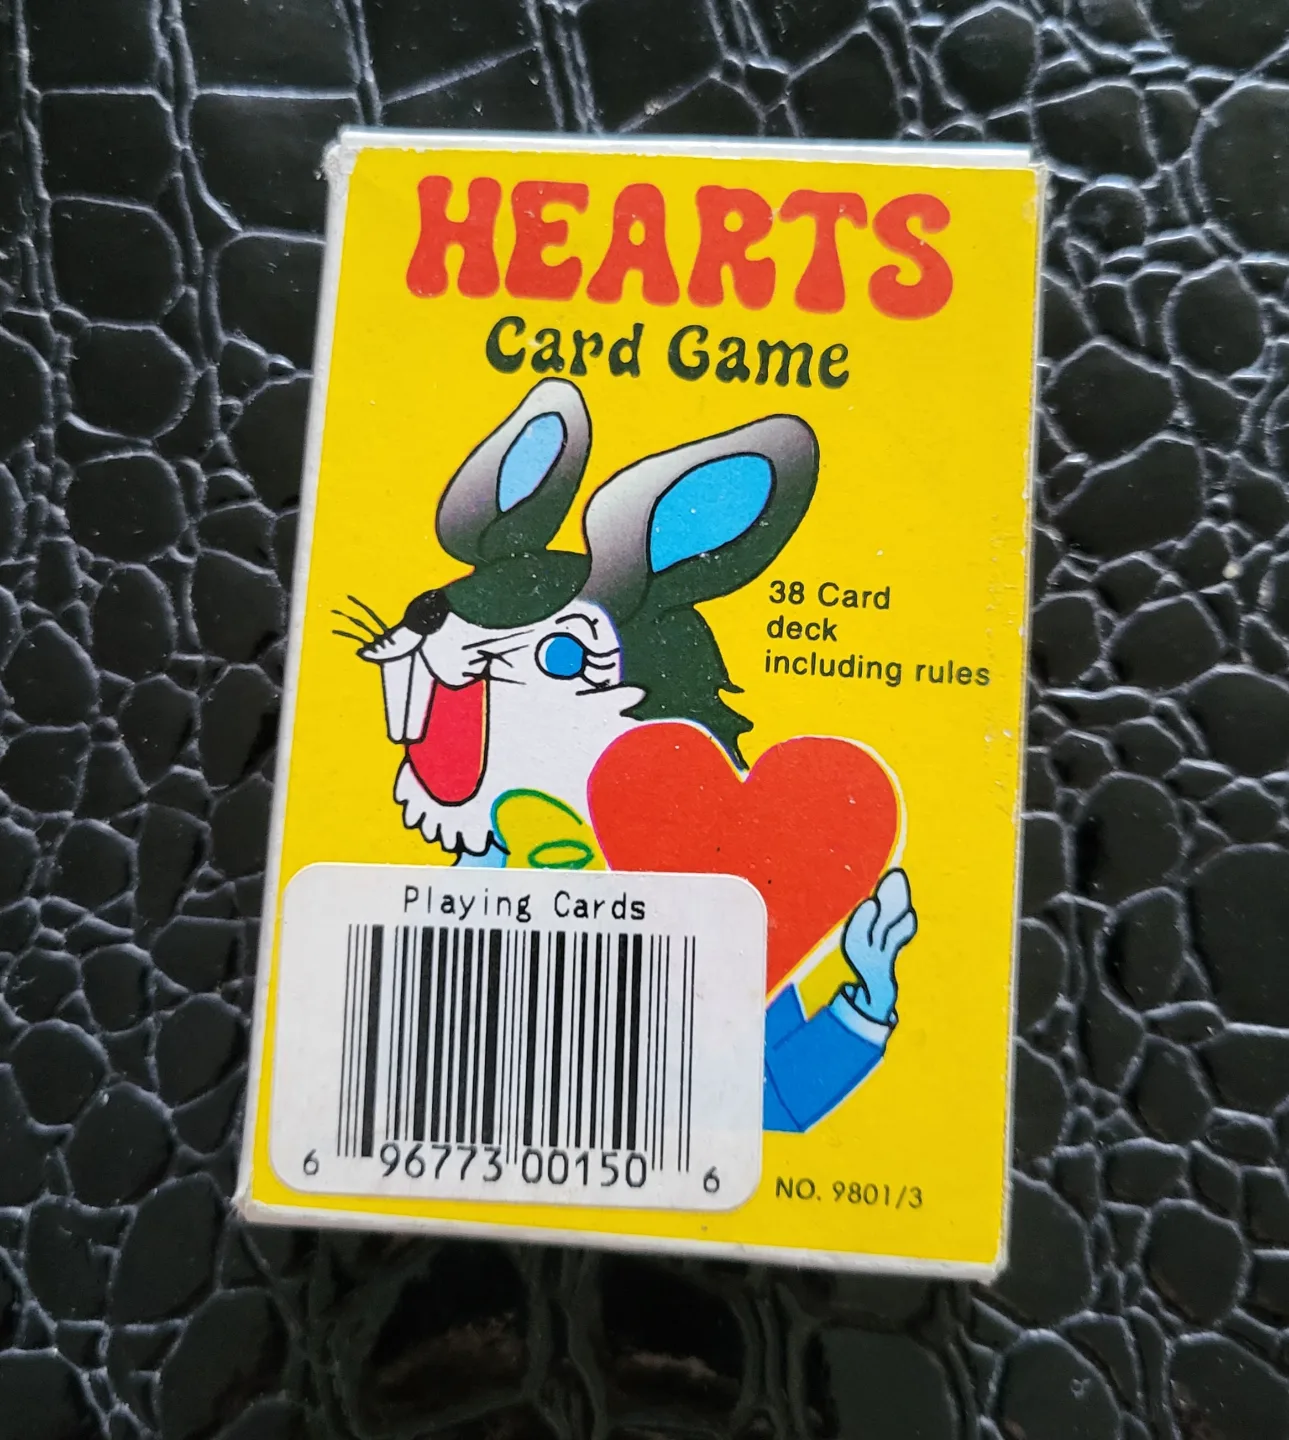 HEARTS
Card Game
38 Card
deck
including rules
Playing Cards
6 96773 00150 6
NO. 9801/3